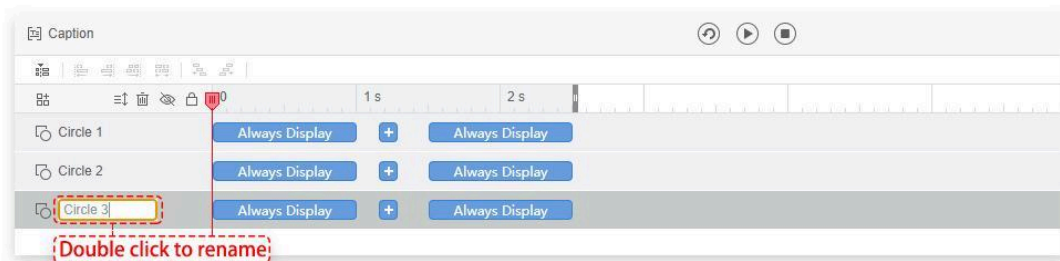 Caption
0 1 s 2 s
Circle 1 Always Display + Always Display
Circle 2 Always Display + Always Display
Circle 3 Always Display + Always Display
Double click to rename